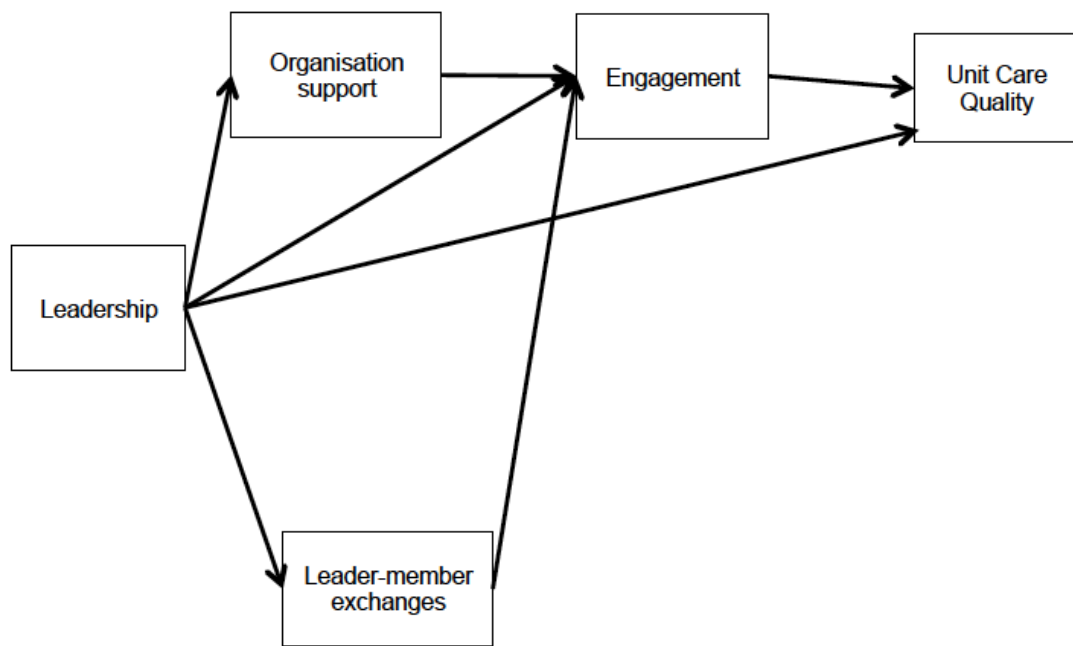 Organisation
support
Engagement
Unit Care
Quality
Leadership
Leader-member
exchanges